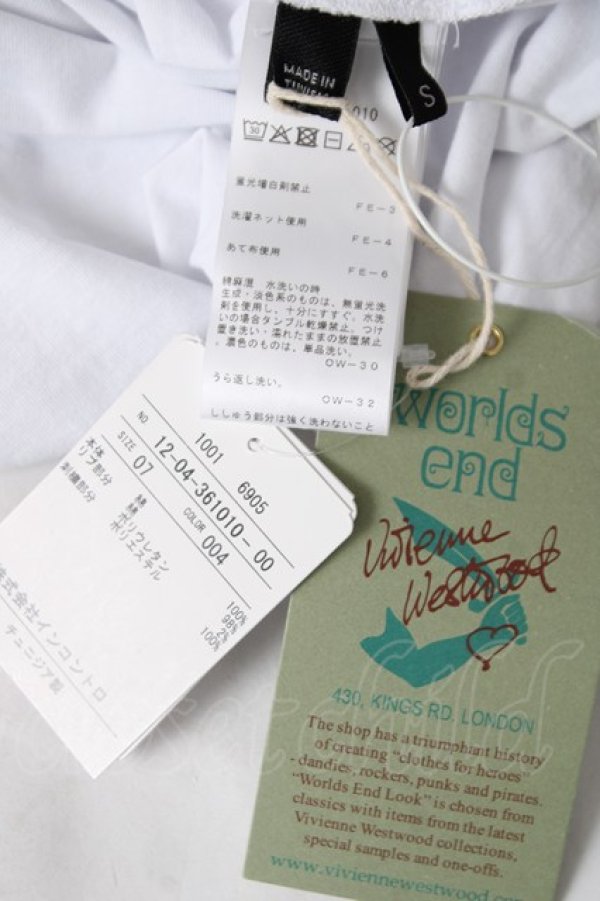 MADE IN
S
010
蛍光増白剤禁止
FE-3
洗濯ネット使用
FE-4
あて布使用
FE-6
綿麻混 水洗いの時
生成・淡色系のものは、無蛍光洗
剤を使用し、十分にすすぐ。水洗
いの場合タンブル乾燥禁止。つけ
置き洗い・濡れたままの放置禁止
。濃色のものは、単品洗い。
OW-30
うら返し洗い。
OW-32
ししゅう部分は強く洗わないこと
1001 6905
NO 12-04-361010-00
SIZE 07 COLOR 004
本体 綿 100%
リブ部分 綿 98%
ポリウレタン 2%
刺繍部分 ポリエステル 100%
株式会社インコントロ
チュニジア製
Worlds
end
Vivienne
Westwood
430, KINGS RD, LONDON
The shop has a triumphant history
of creating "clothes for heroes"
- dandies, rockers, punks and pirates.
"Worlds End Look" is chosen from
classics with items from the latest
Vivienne Westwood collections,
special samples and one-offs.
www.viviennewestwood.com